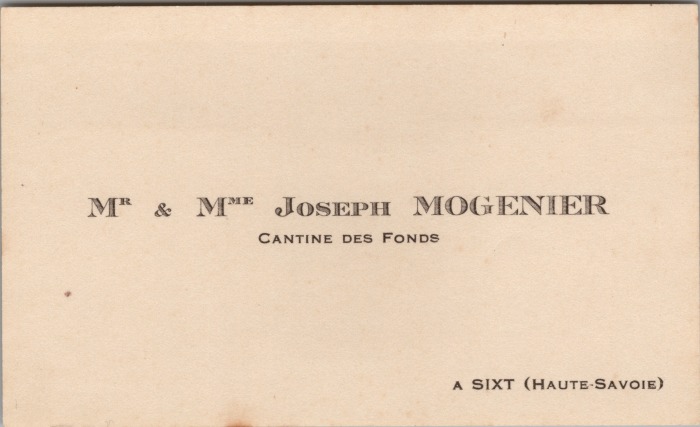 Mr & Mme Joseph MOGENIER
Cantine des Fonds
A SIXT (Haute-Savoie)